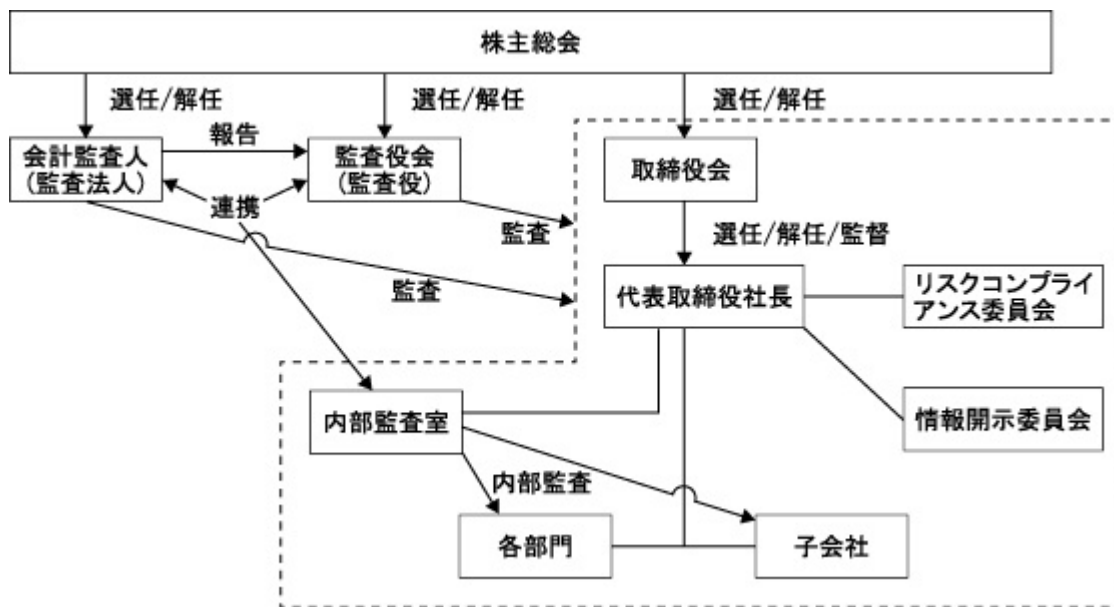 株主総会
選任/解任
選任/解任
選任/解任
報告
会計監査人
(監査法人)
監査役会
(監査役)
取締役会
連携
監査
選任/解任/監督
監査
代表取締役社長
リスクコンプライ
アンス委員会
内部監査室
情報開示委員会
内部監査
各部門
子会社